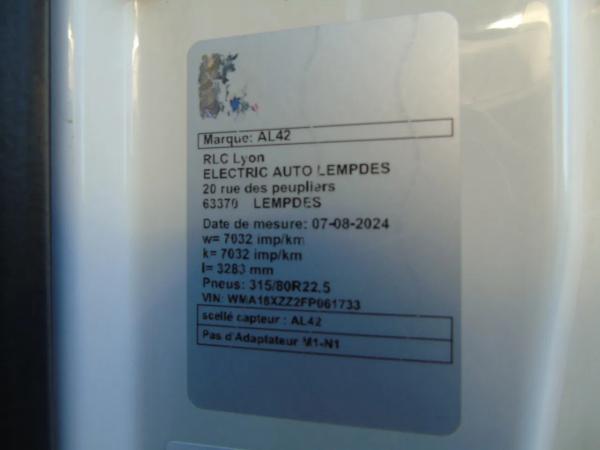 Marque: AL42
RLC Lyon
ELECTRIC AUTO LEMPDES
20 rue des peupliers
63370 LEMPDES
Date de mesure: 07-08-2024
w= 7032 imp/km
k= 7032 imp/km
l= 3283 mm
Pneus: 315/80R22.5
VIN: WMA18XZZ2FP061733
scellé capteur : AL42
Pas d'Adaptateur M1-N1